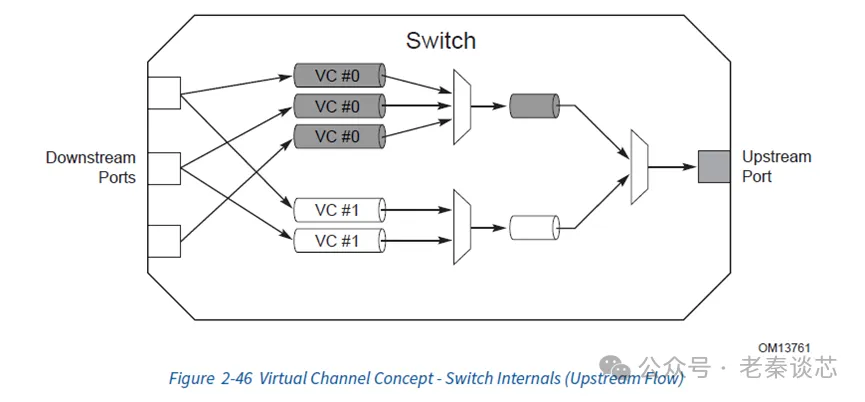 Switch
VC #0
VC #0
VC #0
Downstream
Ports
Upstream
Port
VC #1
VC #1
OM13761
公众号 · 老秦谈芯
Figure 2-46 Virtual Channel Concept - Switch Internals (Upstream Flow)